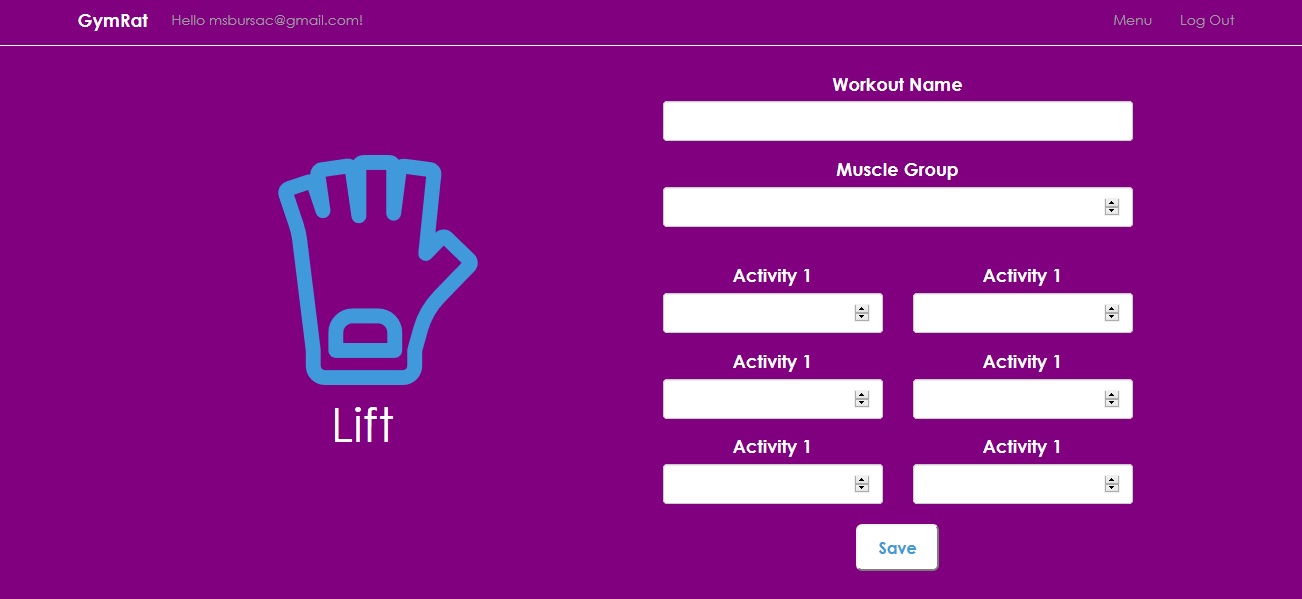 GymRat Hello msbursac@gmail.com! Menu Log Out
Workout Name
Muscle Group
Activity 1 Activity 1
Activity 1 Activity 1
Activity 1 Activity 1
Lift
Save